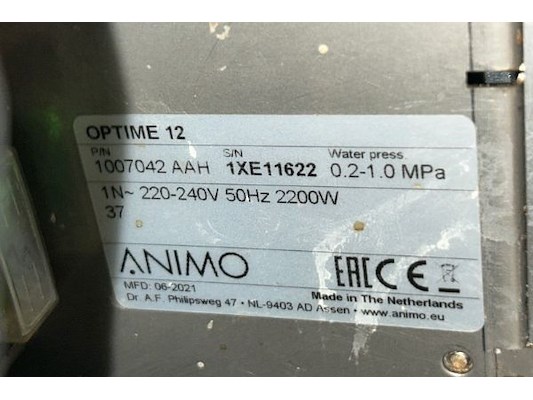 OPTIME 12
P/N S/N Water press
1007042 AAH 1XE11622 0.2-1.0 MPa
1N~ 220-240V 50Hz 2200W
37
ANIMO EAC CE
MFD: 06-2021 Made in The Netherlands
Dr. A.F. Philipsweg 47 • NL-9403 AD Assen • www.animo.eu